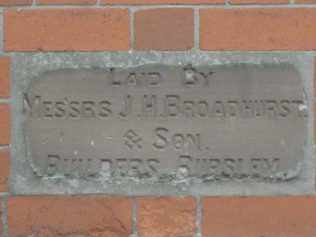 LAID BY
MESSRS J.H. BROADHURST.
& SON.
BUILDERS BURSLEM